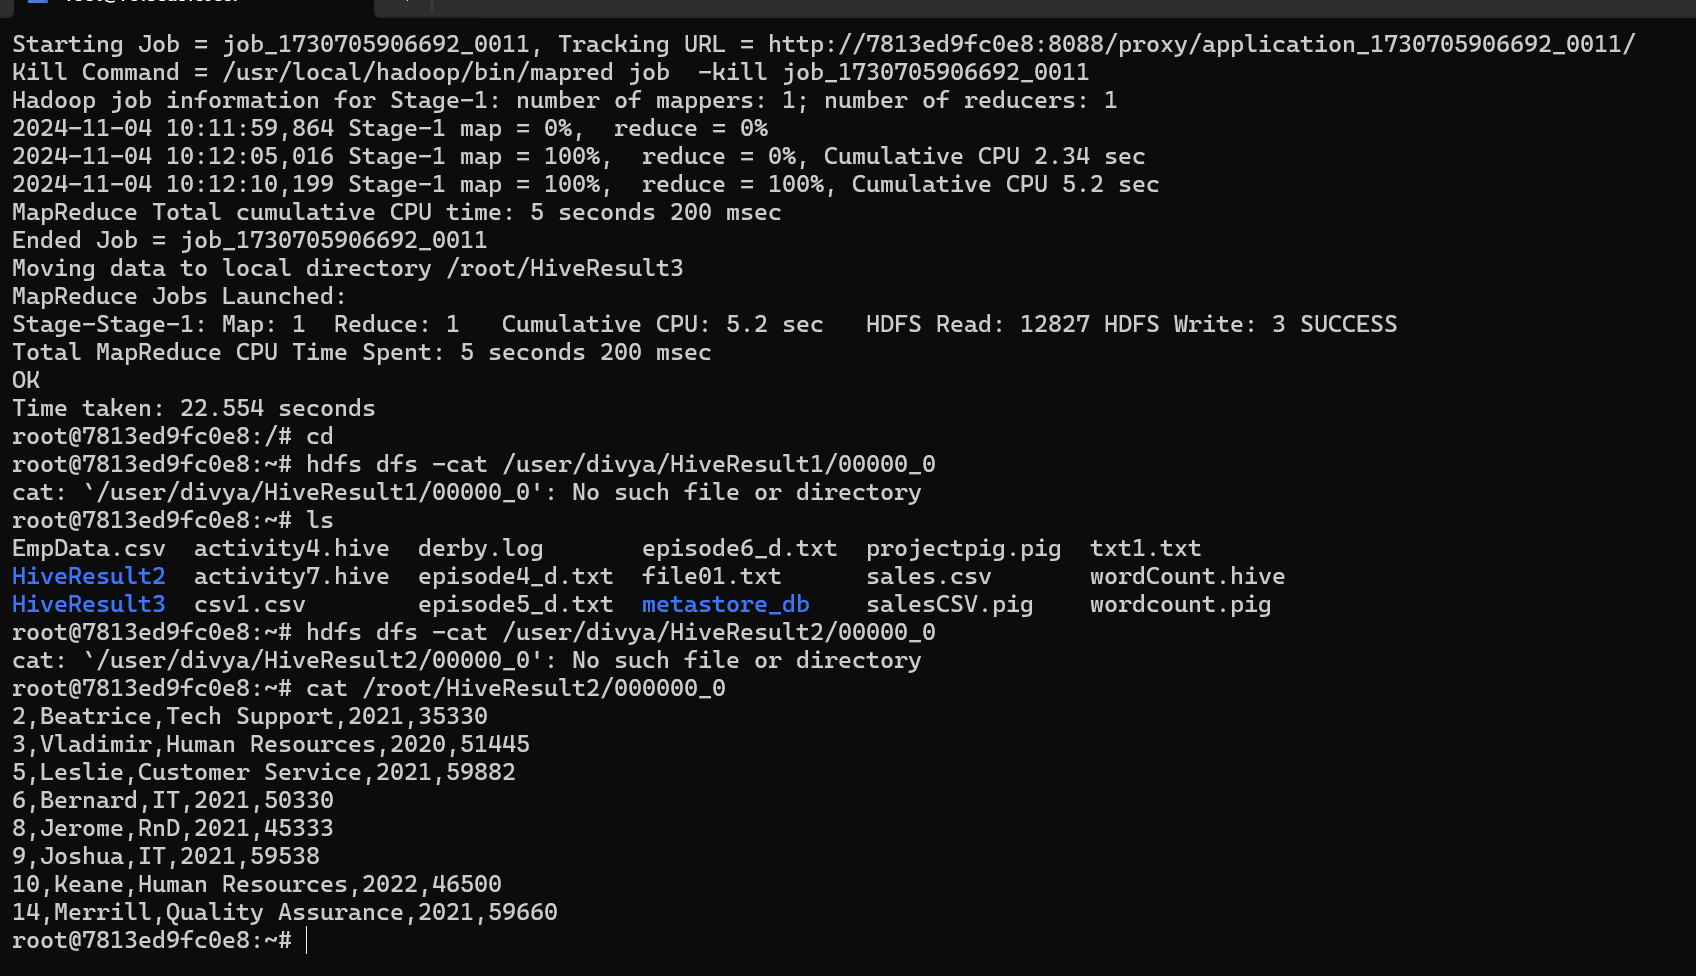 Starting Job = job_1730705906692_0011, Tracking URL = http://7813ed9fc0e8:8088/proxy/application_1730705906692_0011/
Kill Command = /usr/local/hadoop/bin/mapred job  -kill job_1730705906692_0011
Hadoop job information for Stage-1: number of mappers: 1; number of reducers: 1
2024-11-04 10:11:59,864 Stage-1 map = 0%,  reduce = 0%
2024-11-04 10:12:05,016 Stage-1 map = 100%,  reduce = 0%, Cumulative CPU 2.34 sec
2024-11-04 10:12:10,199 Stage-1 map = 100%,  reduce = 100%, Cumulative CPU 5.2 sec
MapReduce Total cumulative CPU time: 5 seconds 200 msec
Ended Job = job_1730705906692_0011
Moving data to local directory /root/HiveResult3
MapReduce Jobs Launched:
Stage-Stage-1: Map: 1  Reduce: 1   Cumulative CPU: 5.2 sec   HDFS Read: 12827 HDFS Write: 3 SUCCESS
Total MapReduce CPU Time Spent: 5 seconds 200 msec
OK
Time taken: 22.554 seconds
root@7813ed9fc0e8:/# cd
root@7813ed9fc0e8:~# hdfs dfs -cat /user/divya/HiveResult1/00000_0
cat: `/user/divya/HiveResult1/00000_0': No such file or directory
root@7813ed9fc0e8:~# ls
EmpData.csv  activity4.hive  derby.log       episode6_d.txt  projectpig.pig  txt1.txt
HiveResult2  activity7.hive  episode4_d.txt  file01.txt      sales.csv       wordCount.hive
HiveResult3  csv1.csv        episode5_d.txt  metastore_db    salesCSV.pig    wordcount.pig
root@7813ed9fc0e8:~# hdfs dfs -cat /user/divya/HiveResult2/00000_0
cat: `/user/divya/HiveResult2/00000_0': No such file or directory
root@7813ed9fc0e8:~# cat /root/HiveResult2/000000_0
2,Beatrice,Tech Support,2021,35330
3,Vladimir,Human Resources,2020,51445
5,Leslie,Customer Service,2021,59882
6,Bernard,IT,2021,50330
8,Jerome,RnD,2021,45333
9,Joshua,IT,2021,59538
10,Keane,Human Resources,2022,46500
14,Merrill,Quality Assurance,2021,59660
root@7813ed9fc0e8:~#